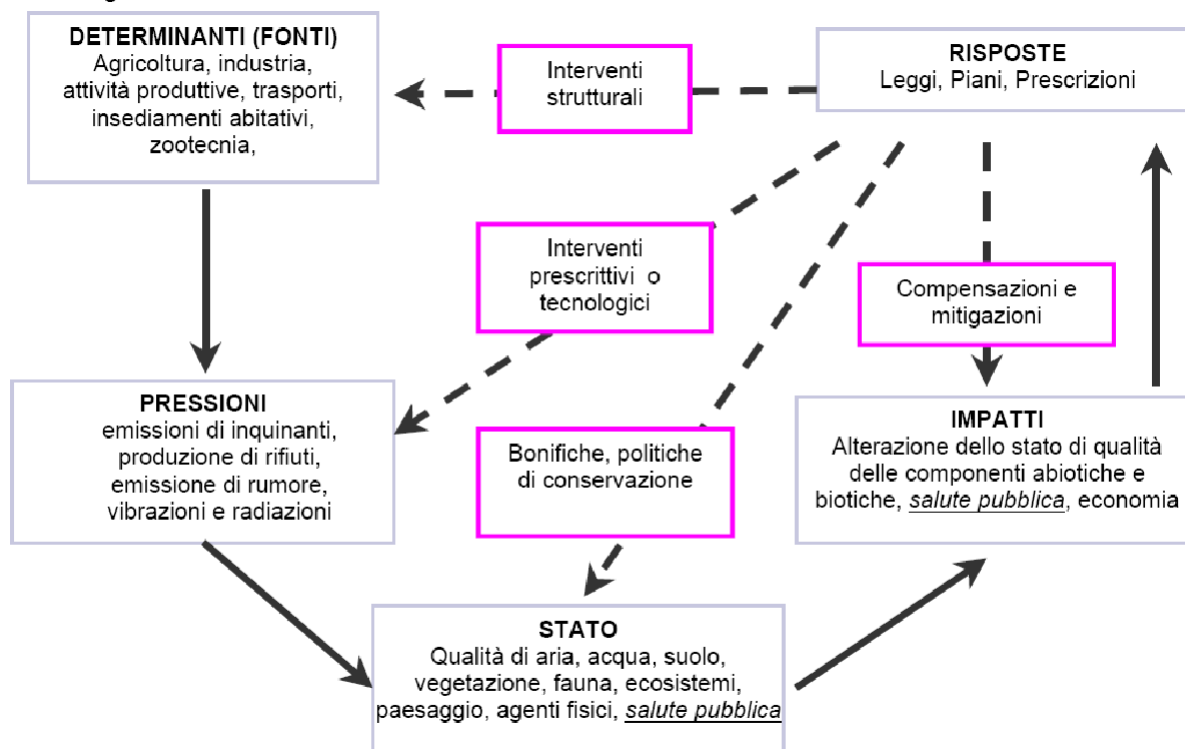 DETERMINANTI (FONTI)
Agricoltura, industria,
attività produttive, trasporti,
insediamenti abitativi,
zootecnia,
Interventi
strutturali
RISPOSTE
Leggi, Piani, Prescrizioni
Interventi
prescrittivi o
tecnologici
Compensazioni e
mitigazioni
PRESSIONI
emissioni di inquinanti,
produzione di rifiuti,
emissione di rumore,
vibrazioni e radiazioni
Bonifiche, politiche
di conservazione
IMPATTI
Alterazione dello stato di qualità
delle componenti abiotiche e
biotiche, salute pubblica, economia
STATO
Qualità di aria, acqua, suolo,
vegetazione, fauna, ecosistemi,
paesaggio, agenti fisici, salute pubblica